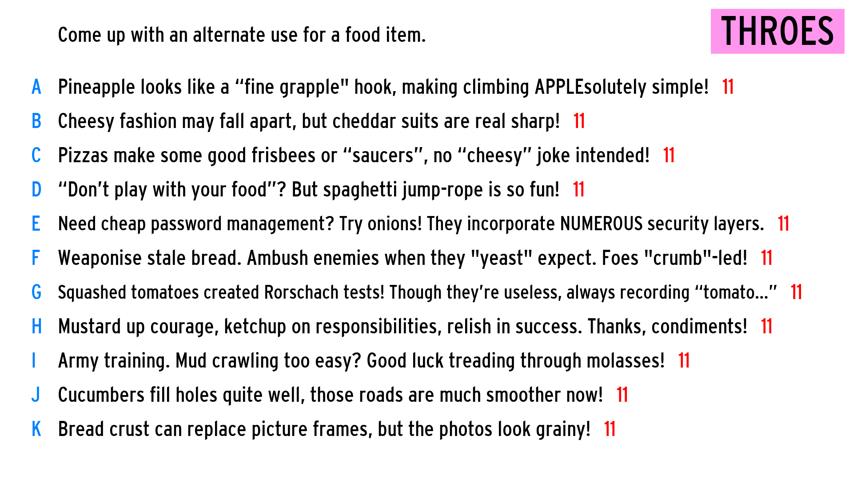 Come up with an alternate use for a food item.
THROES
A Pineapple looks like a “fine grapple" hook, making climbing APPLEsolutely simple! 11
B Cheesy fashion may fall apart, but cheddar suits are real sharp! 11
C Pizzas make some good frisbees or “saucers”, no “cheesy” joke intended! 11
D “Don’t play with your food”? But spaghetti jump-rope is so fun! 11
E Need cheap password management? Try onions! They incorporate NUMEROUS security layers. 11
F Weaponise stale bread. Ambush enemies when they "yeast" expect. Foes "crumb"-led! 11
G Squashed tomatoes created Rorschach tests! Though they’re useless, always recording “tomato...” 11
H Mustard up courage, ketchup on responsibilities, relish in success. Thanks, condiments! 11
I Army training. Mud crawling too easy? Good luck treading through molasses! 11
J Cucumbers fill holes quite well, those roads are much smoother now! 11
K Bread crust can replace picture frames, but the photos look grainy! 11